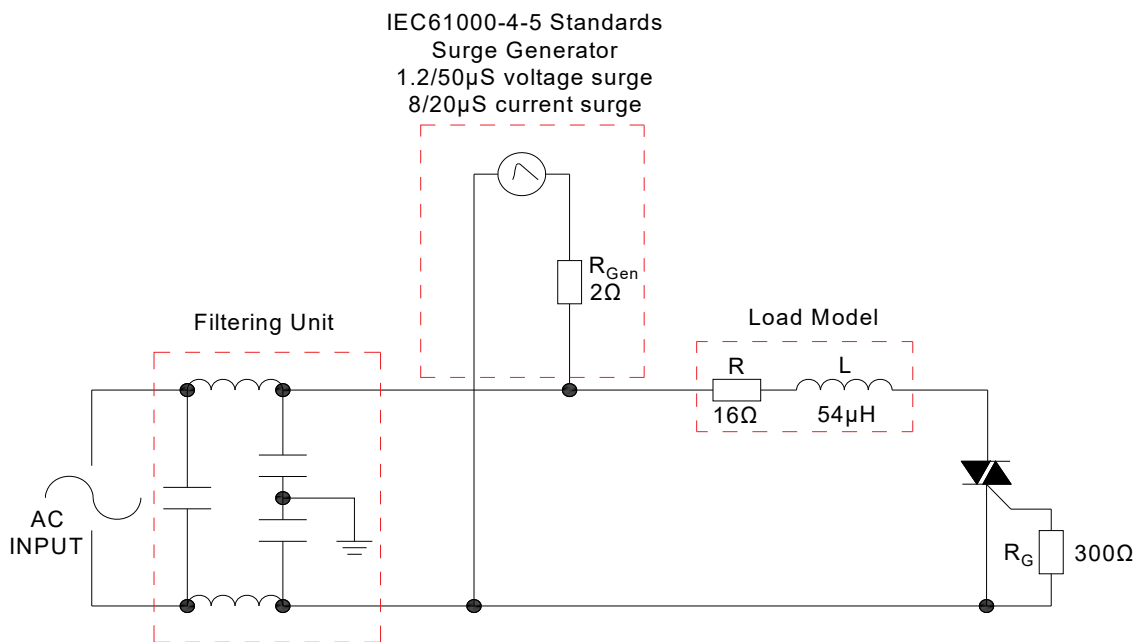 IEC61000-4-5 Standards
Surge Generator
1.2/50µS voltage surge
8/20µS current surge
R_Gen
2Ω
Filtering Unit
Load Model
R
L
16Ω
54µH
AC
INPUT
R_G
300Ω